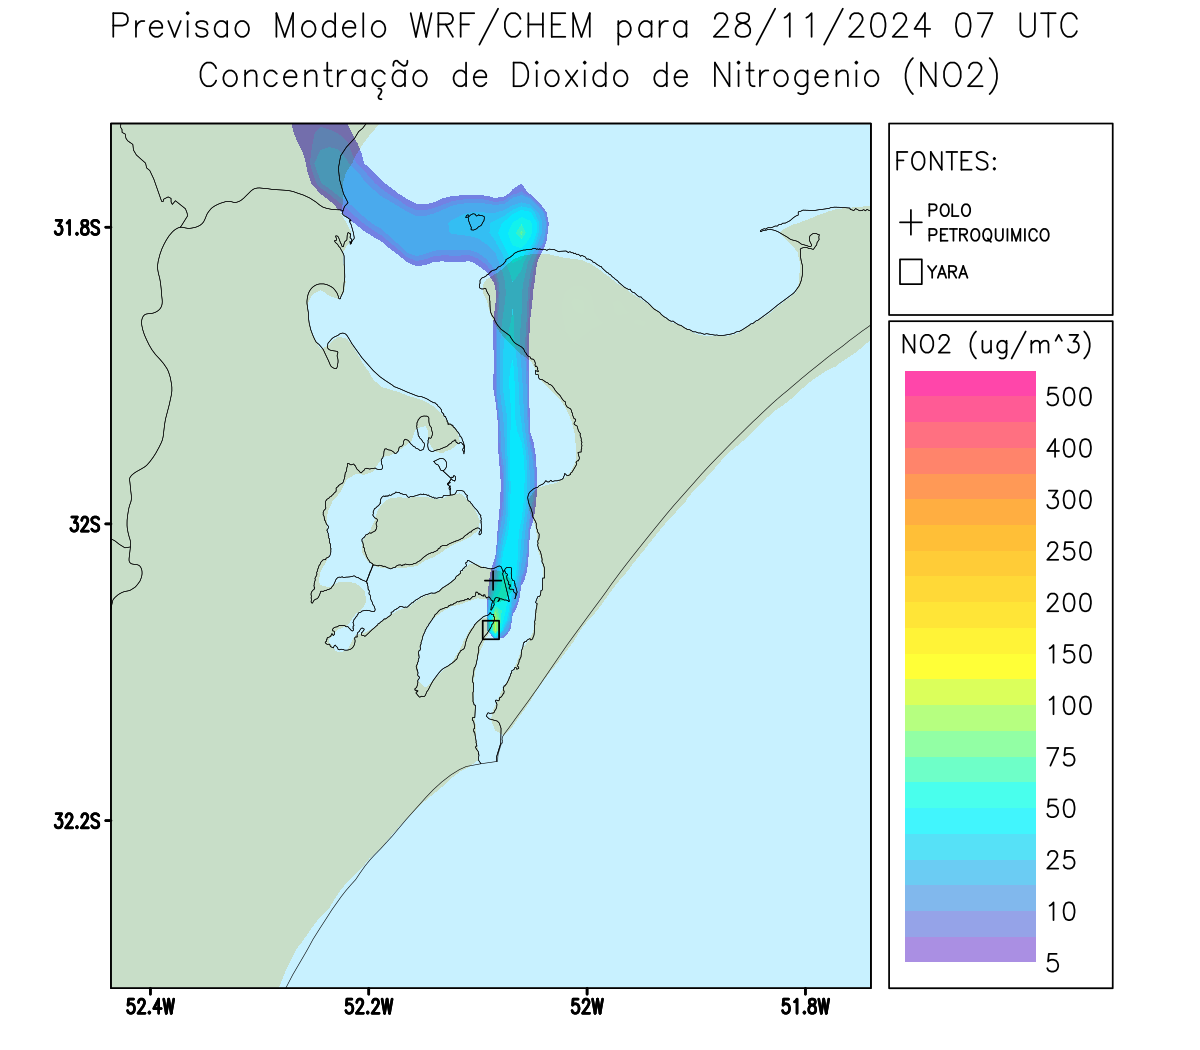 Previsao Modelo WRF/CHEM para 28/11/2024 07 UTC
Concentração de Dioxido de Nitrogenio (NO2)
FONTES:
POLO
PETROQUIMICO
YARA
NO2 (ug/m^3)
500
400
300
250
200
150
100
75
50
25
10
5
31.8S
32S
32.2S
52.4W
52.2W
52W
51.8W